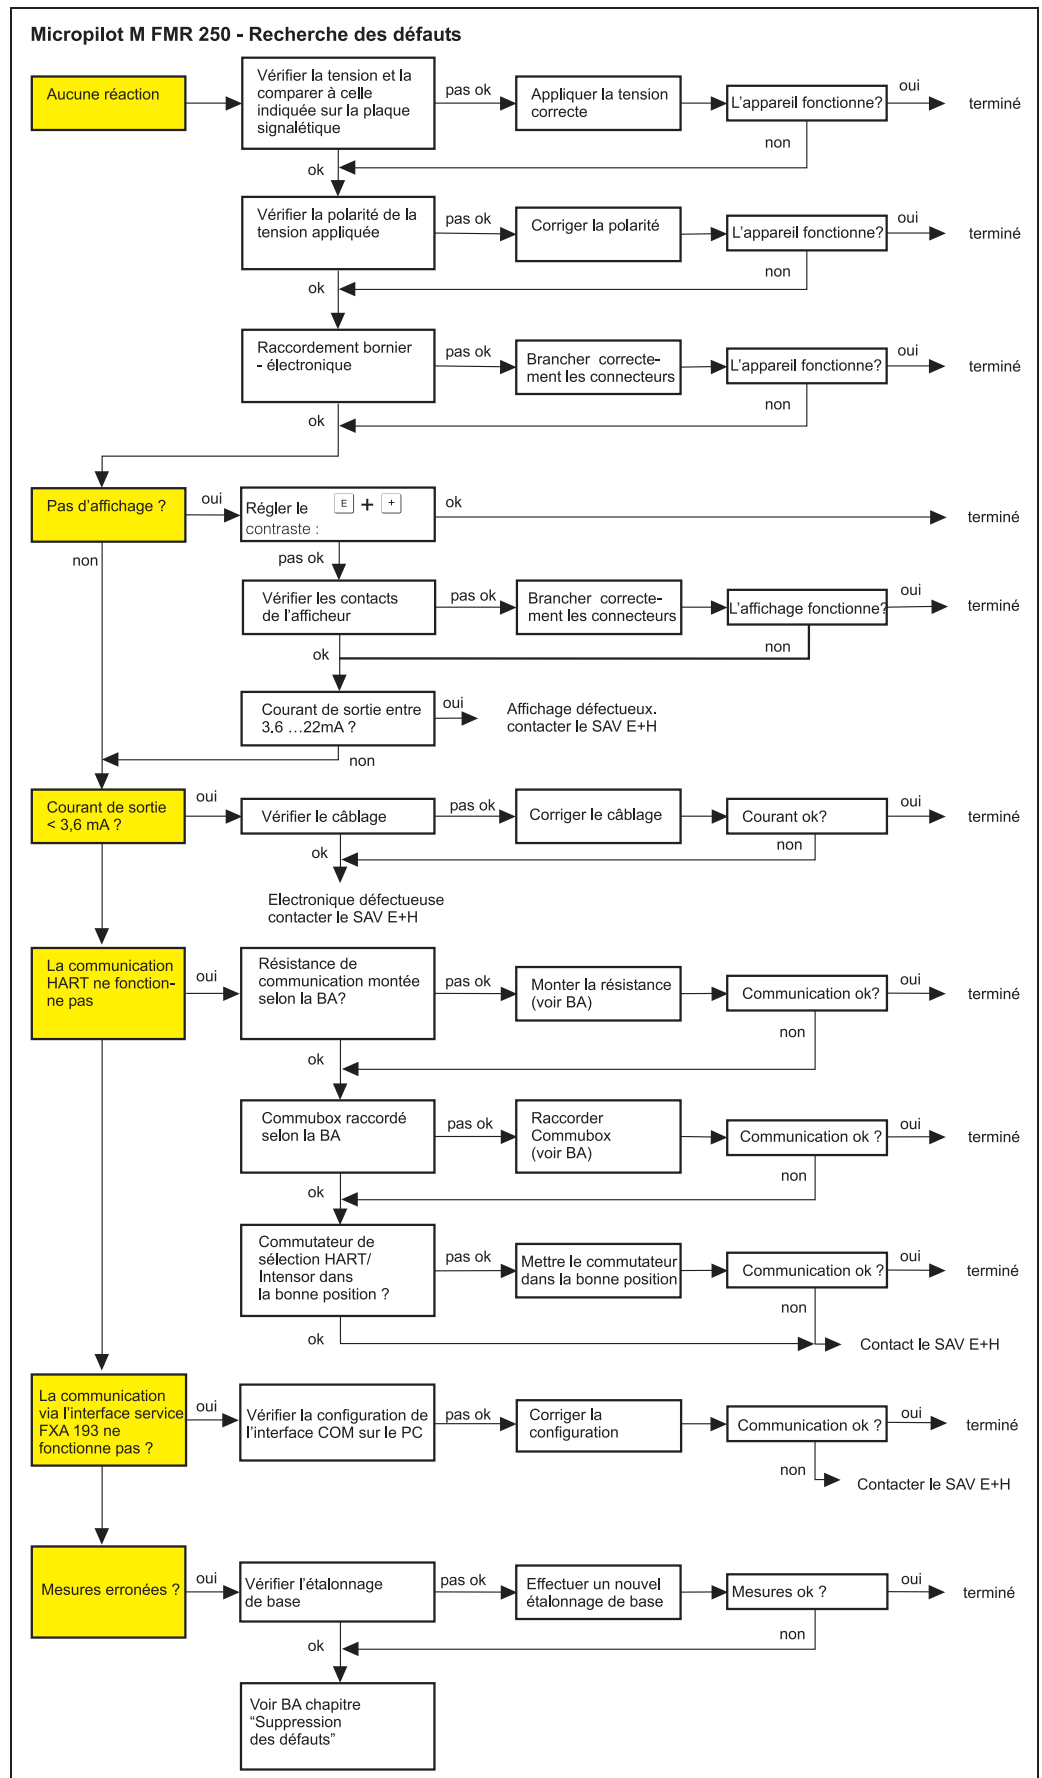 Micropilot M FMR 250 - Recherche des défauts
Aucune réaction
Vérifier la tension et la
comparer à celle
indiquée sur la plaque
signalétique
pas ok
Appliquer la tension
correcte
L'appareil fonctionne?
oui
terminé
non
ok
Vérifier la polarité de la
tension appliquée
pas ok
Corriger la polarité
L'appareil fonctionne?
oui
terminé
non
ok
Raccordement bornier
- électronique
pas ok
Brancher correcte-
ment les connecteurs
L'appareil fonctionne?
oui
terminé
non
ok
Pas d'affichage ?
oui
Régler le
contraste :
E + +
ok
terminé
non
pas ok
Vérifier les contacts
de l'afficheur
pas ok
Brancher correcte-
ment les connecteurs
L'affichage fonctionne?
oui
terminé
non
ok
Courant de sortie entre
3.6 ...22mA ?
oui
Affichage défectueux.
contacter le SAV E+H
non
Courant de sortie
< 3,6 mA ?
oui
Vérifier le câblage
pas ok
Corriger le câblage
Courant ok?
oui
terminé
non
ok
Electronique défectueuse
contacter le SAV E+H
La communication
HART ne fonction-
ne pas
oui
Résistance de
communication montée
selon la BA?
pas ok
Monter la résistance
(voir BA)
Communication ok?
oui
terminé
non
ok
Commubox raccordé
selon la BA
pas ok
Raccorder
Commubox
(voir BA)
Communication ok ?
oui
terminé
non
ok
Commutateur de
sélection HART/
Intensor dans
la bonne position ?
pas ok
Mettre le commutateur
dans la bonne position
Communication ok ?
oui
terminé
non
ok
Contact le SAV E+H
La communication
via l'interface service
FXA 193 ne
fonctionne pas ?
oui
Vérifier la configuration de
l'interface COM sur le PC
pas ok
Corriger la
configuration
Communication ok ?
oui
terminé
non
Contacter le SAV E+H
Mesures erronées ?
oui
Vérifier l'étalonnage
de base
pas ok
Effectuer un nouvel
étalonnage de base
Mesures ok ?
oui
terminé
non
ok
Voir BA chapitre
“Suppression
des défauts”